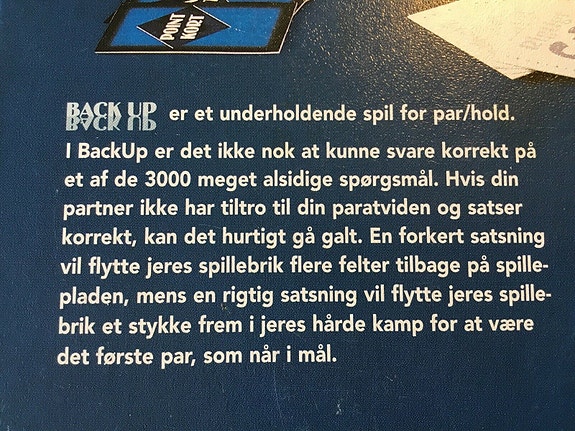 POINT
KORT
BACK UP er et underholdende spil for par/hold.
I BackUp er det ikke nok at kunne svare korrekt på
et af de 3000 meget alsidige spørgsmål. Hvis din
partner ikke har tiltro til din paratviden og satser
korrekt, kan det hurtigt gå galt. En forkert satsning
vil flytte jeres spillebrik flere felter tilbage på spille-
pladen, mens en rigtig satsning vil flytte jeres spille-
brik et stykke frem i jeres hårde kamp for at være
det første par, som når i mål.